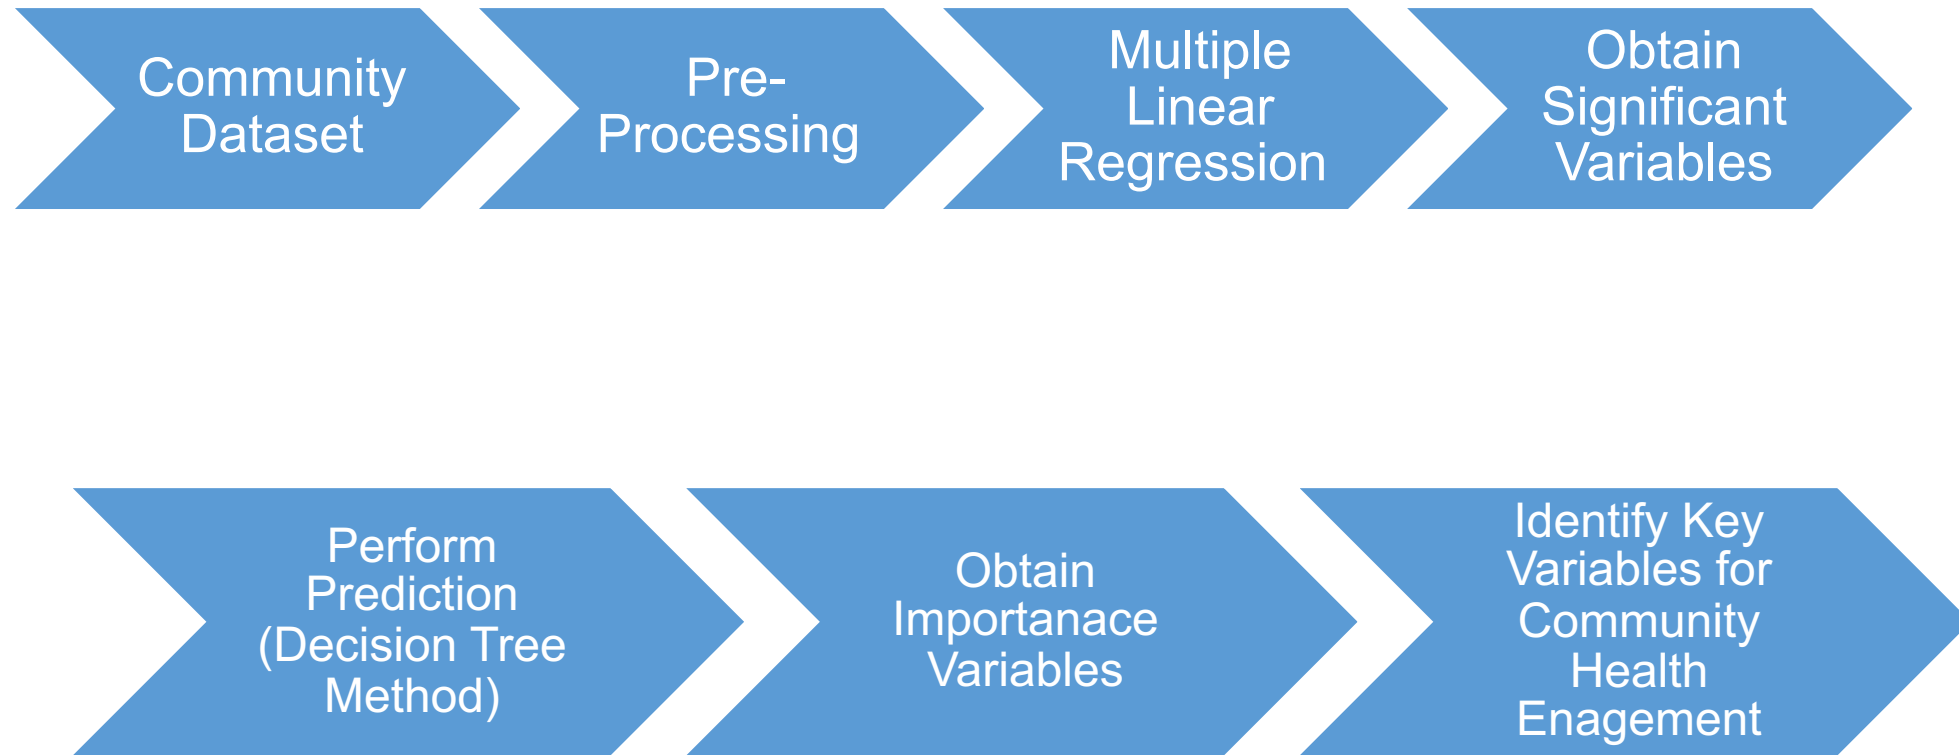 Community
Dataset
Pre-
Processing
Multiple
Linear
Regression
Obtain
Significant
Variables
Perform
Prediction
(Decision Tree
Method)
Obtain
Importanace
Variables
Identify Key
Variables for
Community
Health
Enagement